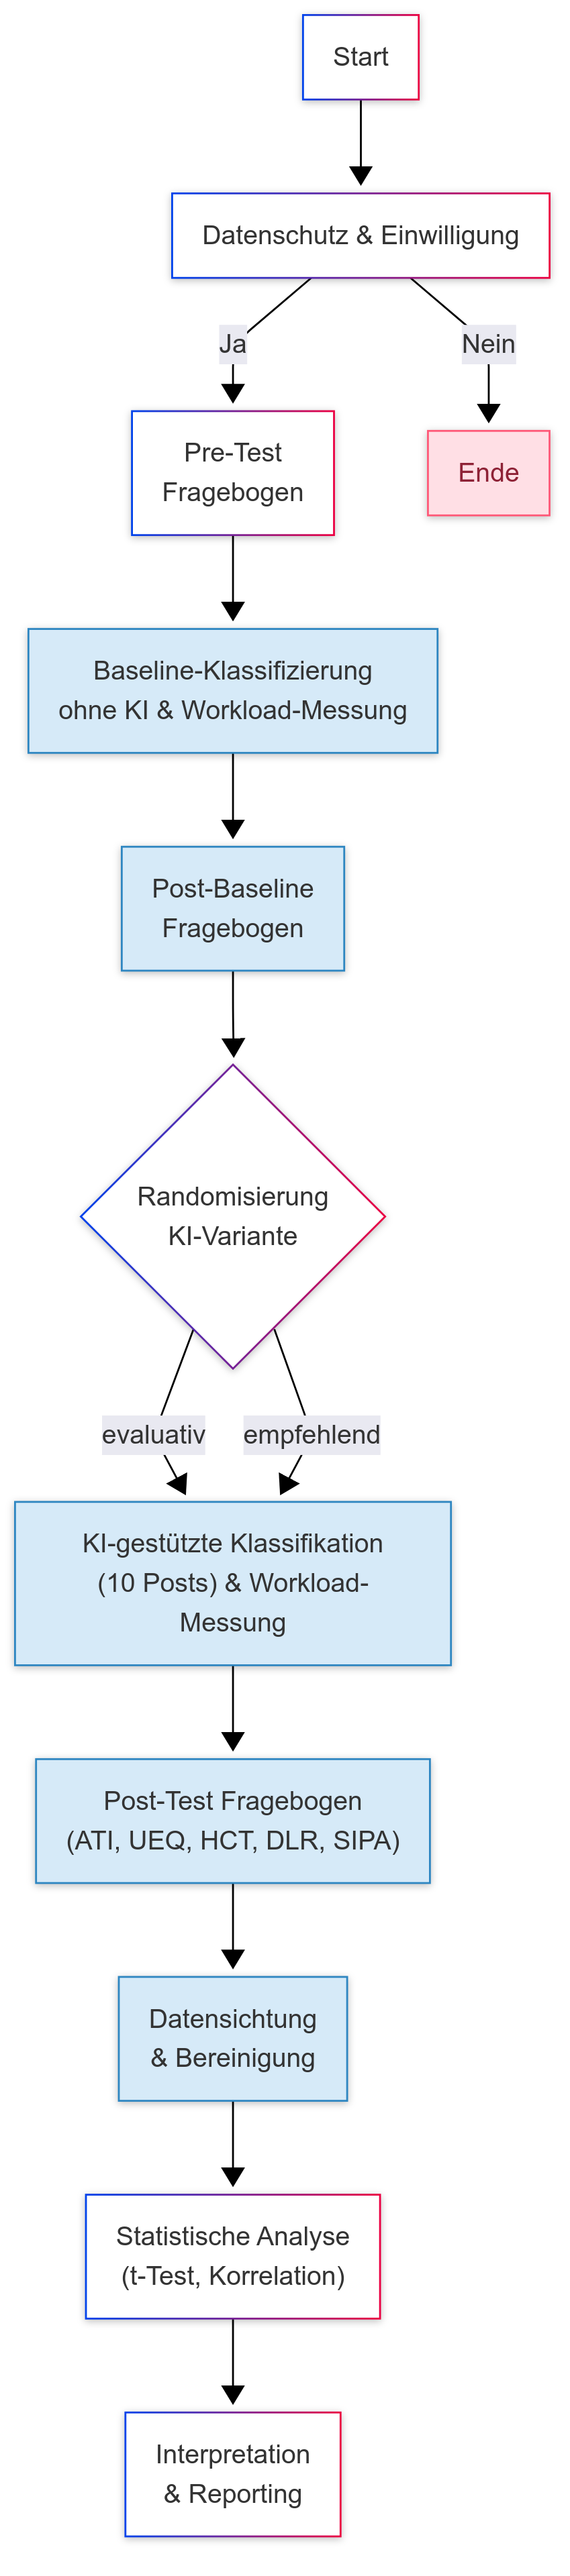 Start
Datenschutz & Einwilligung
Ja
Nein
Pre-Test
Fragebogen
Ende
Baseline-Klassifizierung
ohne KI & Workload-Messung
Post-Baseline
Fragebogen
Randomisierung
KI-Variante
evaluativ
empfehlend
KI-gestützte Klassifikation
(10 Posts) & Workload-
Messung
Post-Test Fragebogen
(ATI, UEQ, HCT, DLR, SIPA)
Datensichtung
& Bereinigung
Statistische Analyse
(t-Test, Korrelation)
Interpretation
& Reporting